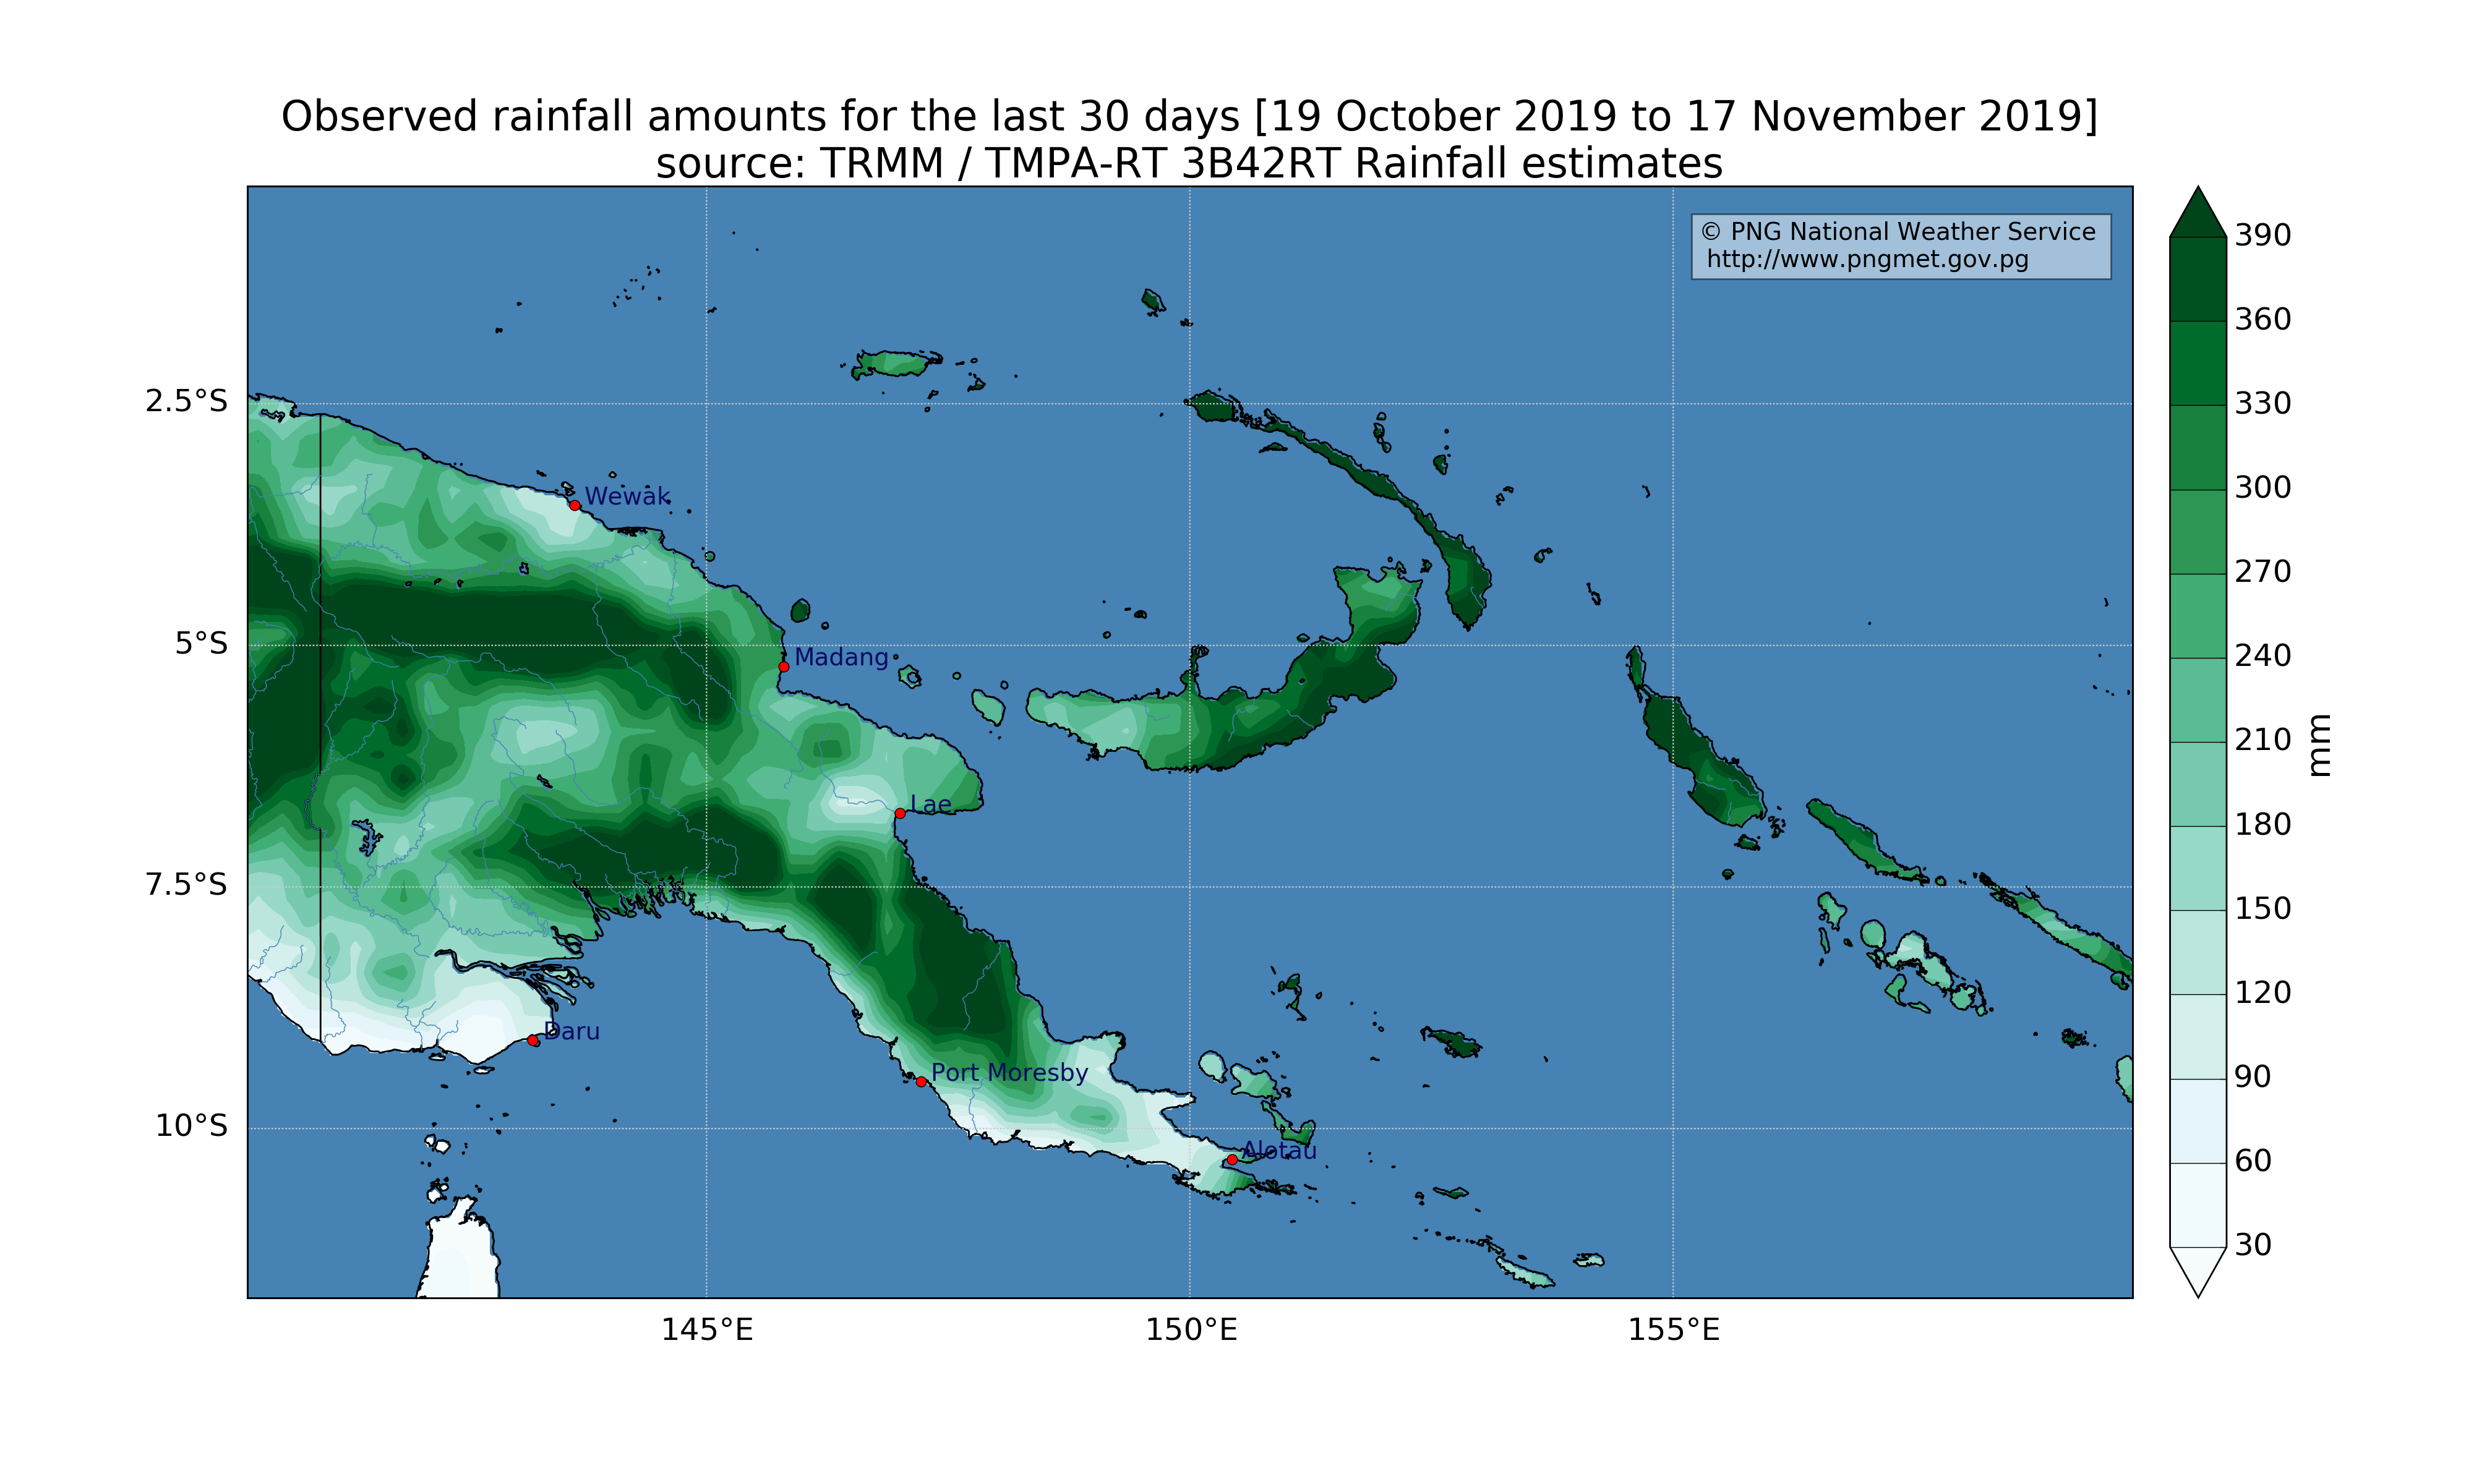 Observed rainfall amounts for the last 30 days [19 October 2019 to 17 November 2019]
source: TRMM / TMPA-RT 3B42RT Rainfall estimates
© PNG National Weather Service
http://www.pngmet.gov.pg
390
360
330
300
270
240
210
180
150
120
90
60
30
mm
2.5°S
5°S
7.5°S
10°S
Wewak
Madang
Lae
Daru
Port Moresby
Alotau
145°E
150°E
155°E